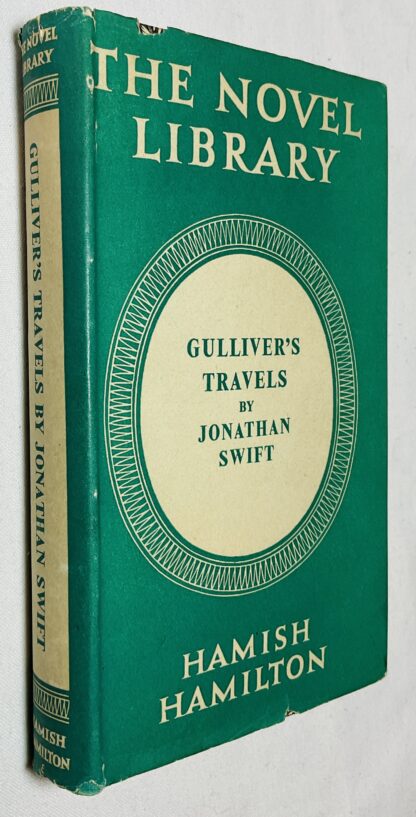 THE NOVEL
LIBRARY
GULLIVER'S TRAVELS BY JONATHAN SWIFT
HAMISH
HAMILTON
THE NOVEL
LIBRARY
GULLIVER'S
TRAVELS
BY
JONATHAN
SWIFT
HAMISH
HAMILTON